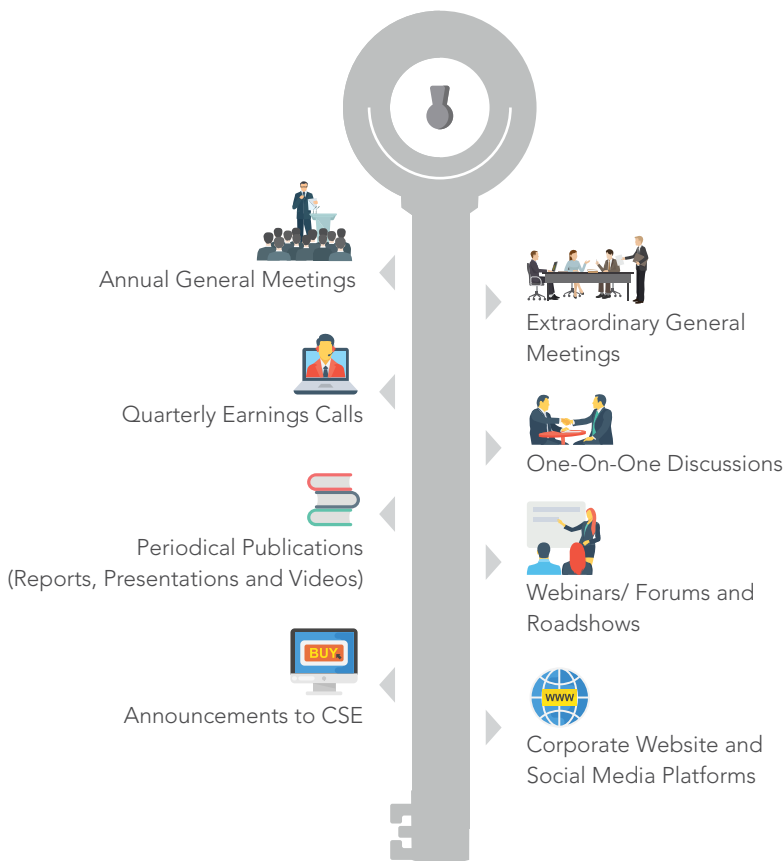 Annual General Meetings
Extraordinary General
Meetings
Quarterly Earnings Calls
One-On-One Discussions
Periodical Publications
(Reports, Presentations and Videos)
Webinars/ Forums and
Roadshows
BUY
Announcements to CSE
WWW
Corporate Website and
Social Media Platforms